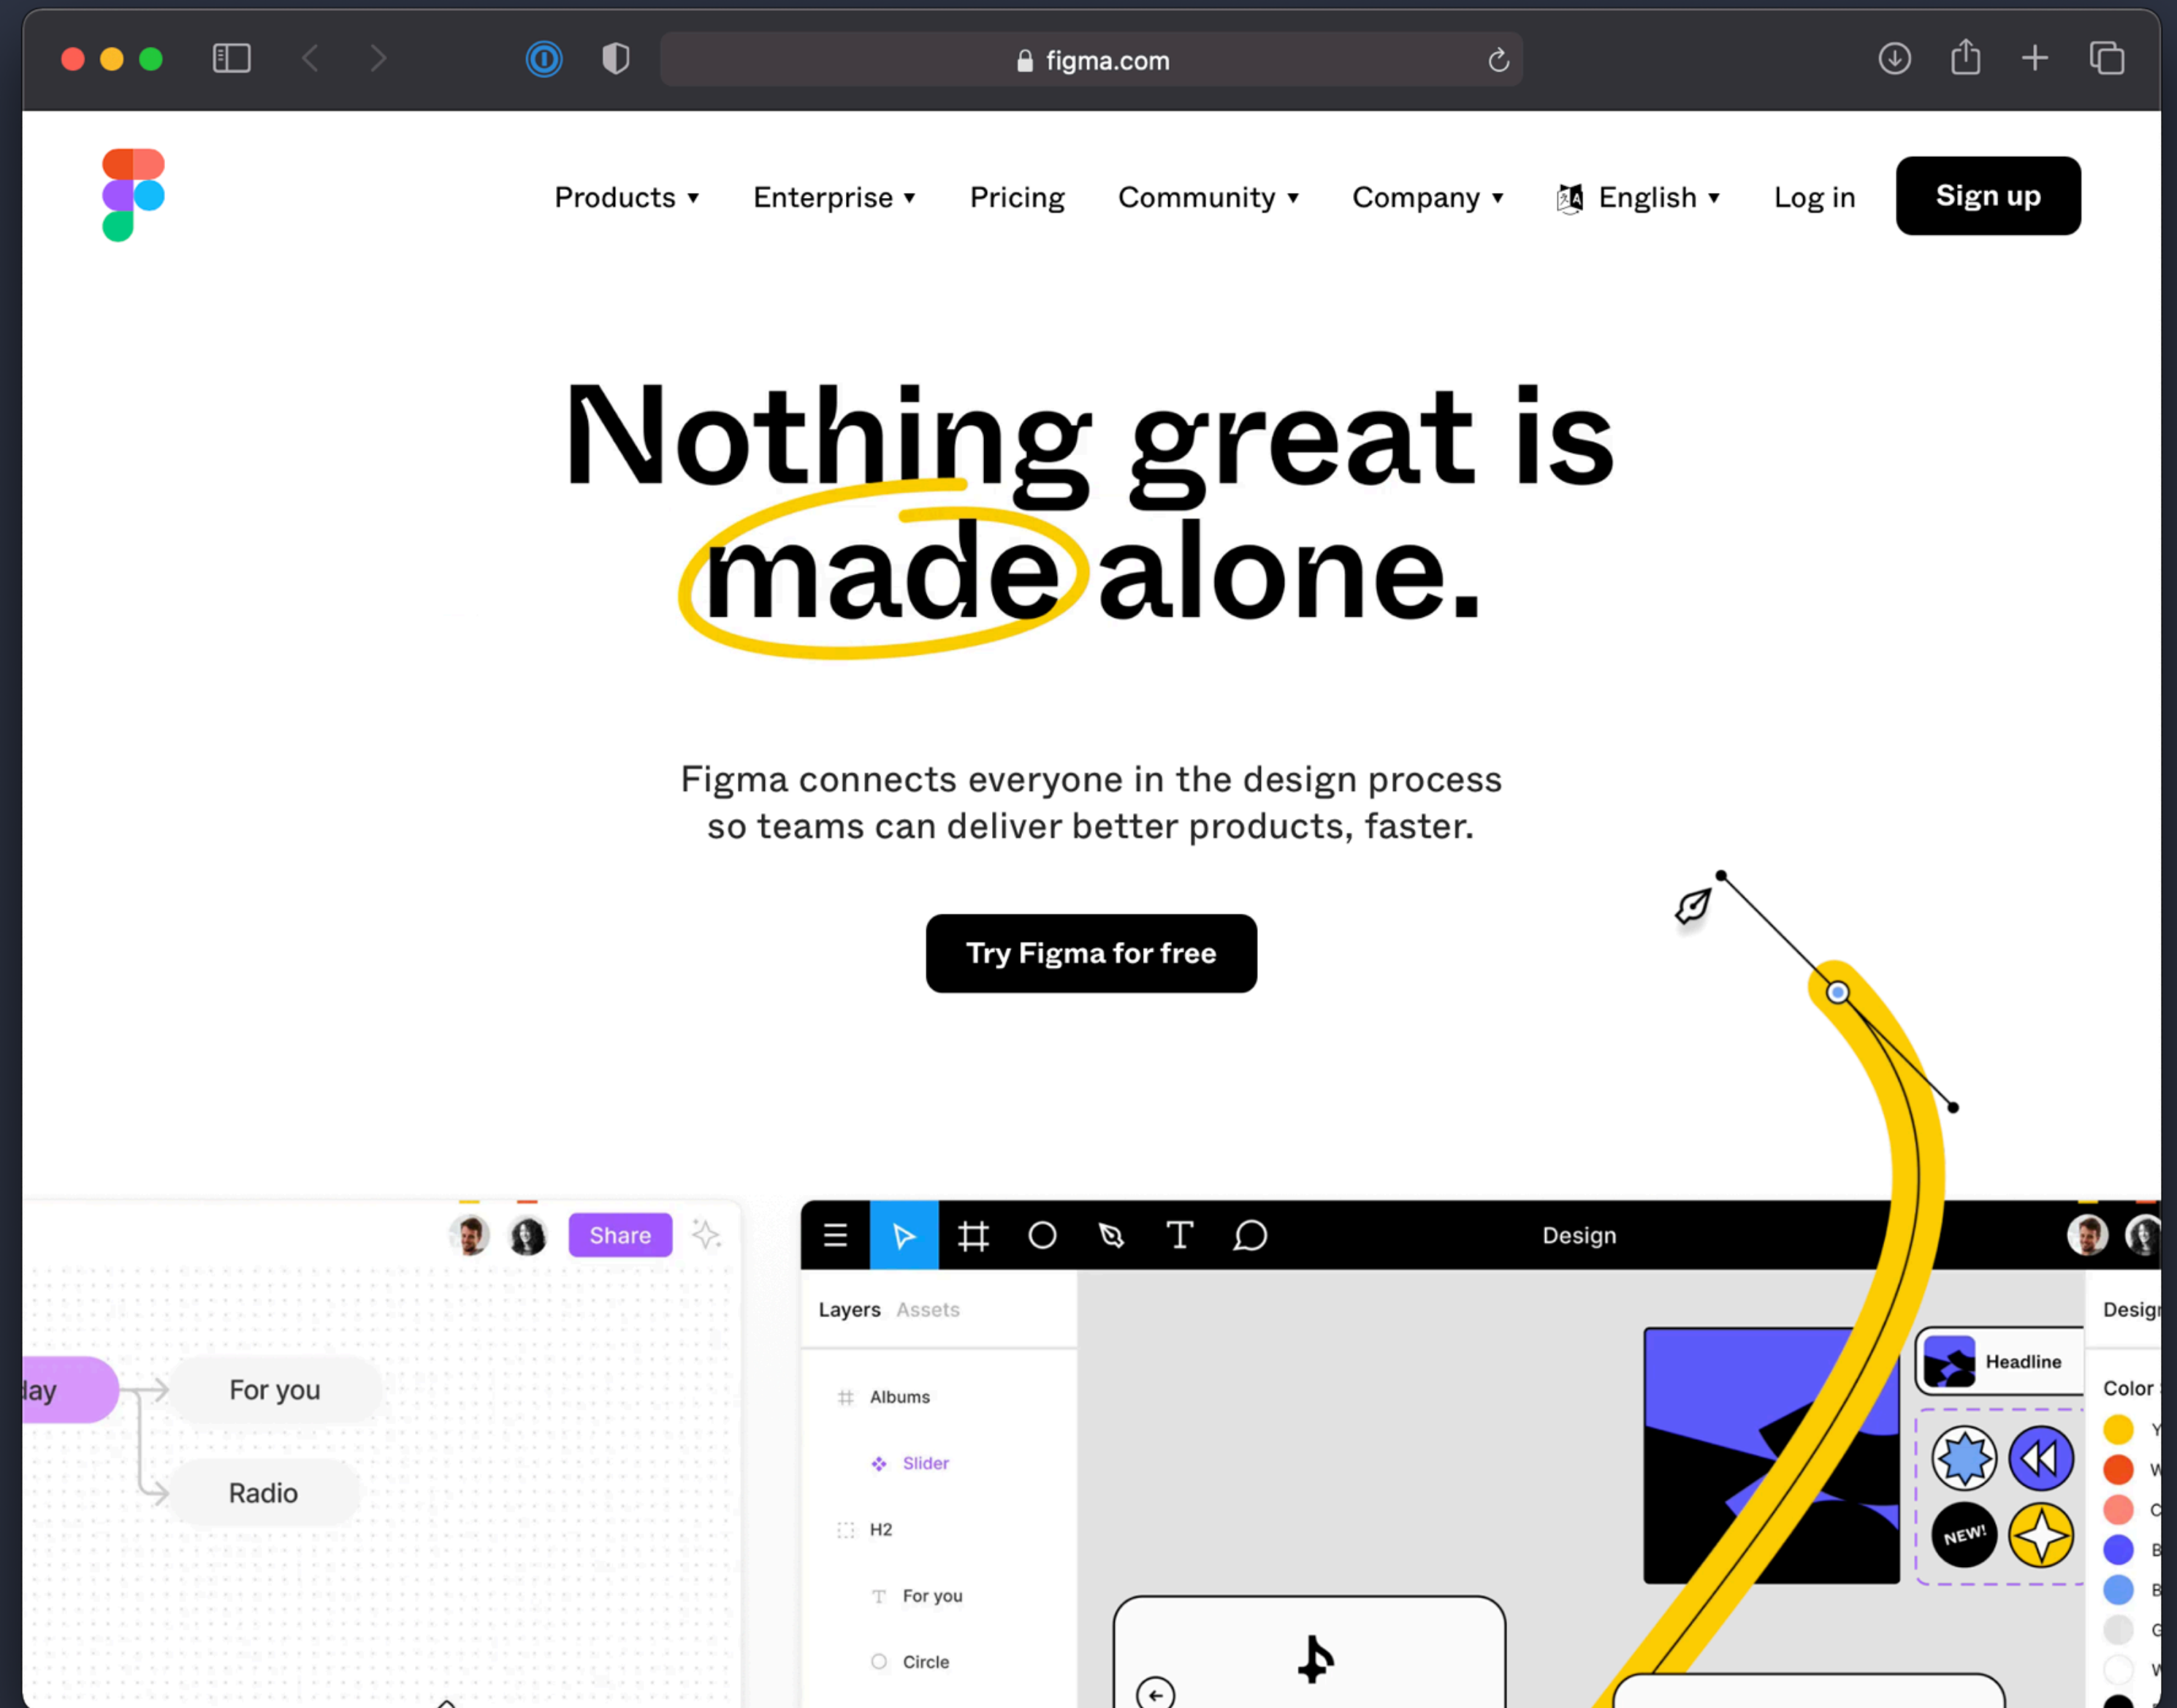 figma.com
Products ▼ Enterprise ▼ Pricing Community ▼ Company ▼ English ▼ Log in Sign up
Nothing great is
made alone.
Figma connects everyone in the design process
so teams can deliver better products, faster.
Try Figma for free
Share
Design
Layers Assets
Desig
Headline
Color
Albums
day
For you
Slider
Radio
H2
NEW!
For you
Circle